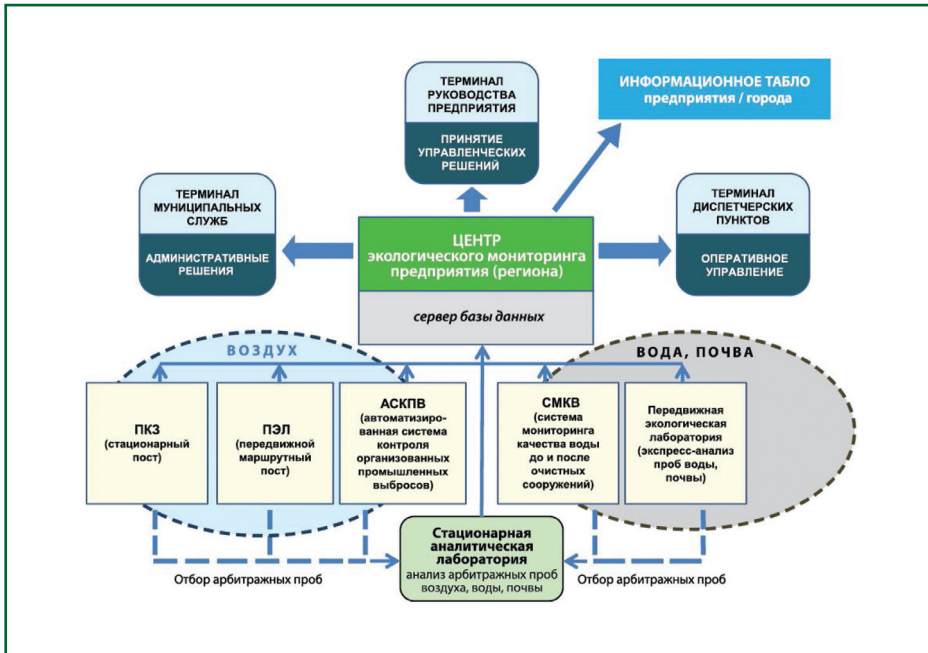 ТЕРМИНАЛ
РУКОВОДСТВА
ПРЕДПРИЯТИЯ
ПРИНЯТИЕ
УПРАВЛЕНЧЕСКИХ
РЕШЕНИЙ
ИНФОРМАЦИОННОЕ ТАБЛО
предприятия / города
ТЕРМИНАЛ
МУНИЦИПАЛЬНЫХ
СЛУЖБ
АДМИНИСТРАТИВНЫЕ
РЕШЕНИЯ
ЦЕНТР
экологического мониторинга
предприятия (региона)
сервер базы данных
ТЕРМИНАЛ
ДИСПЕТЧЕРСКИХ
ПУНКТОВ
ОПЕРАТИВНОЕ
УПРАВЛЕНИЕ
ВОЗДУХ
ВОДА, ПОЧВА
ПКЗ
(стационарный
пост)
ПЭЛ
(передвижной
маршрутный
пост)
АСКПВ
(автоматизиро-
ванная система
контроля
организованных
промышленных
выбросов)
СМКВ
(система
мониторинга
качества воды
до и после
очистных
сооружений)
Передвижная
экологическая
лаборатория
(экспресс-анализ
проб воды,
почвы)
Отбор арбитражных проб
Стационарная
аналитическая
лаборатория
анализ арбитражных проб
воздуха, воды, почвы
Отбор арбитражных проб